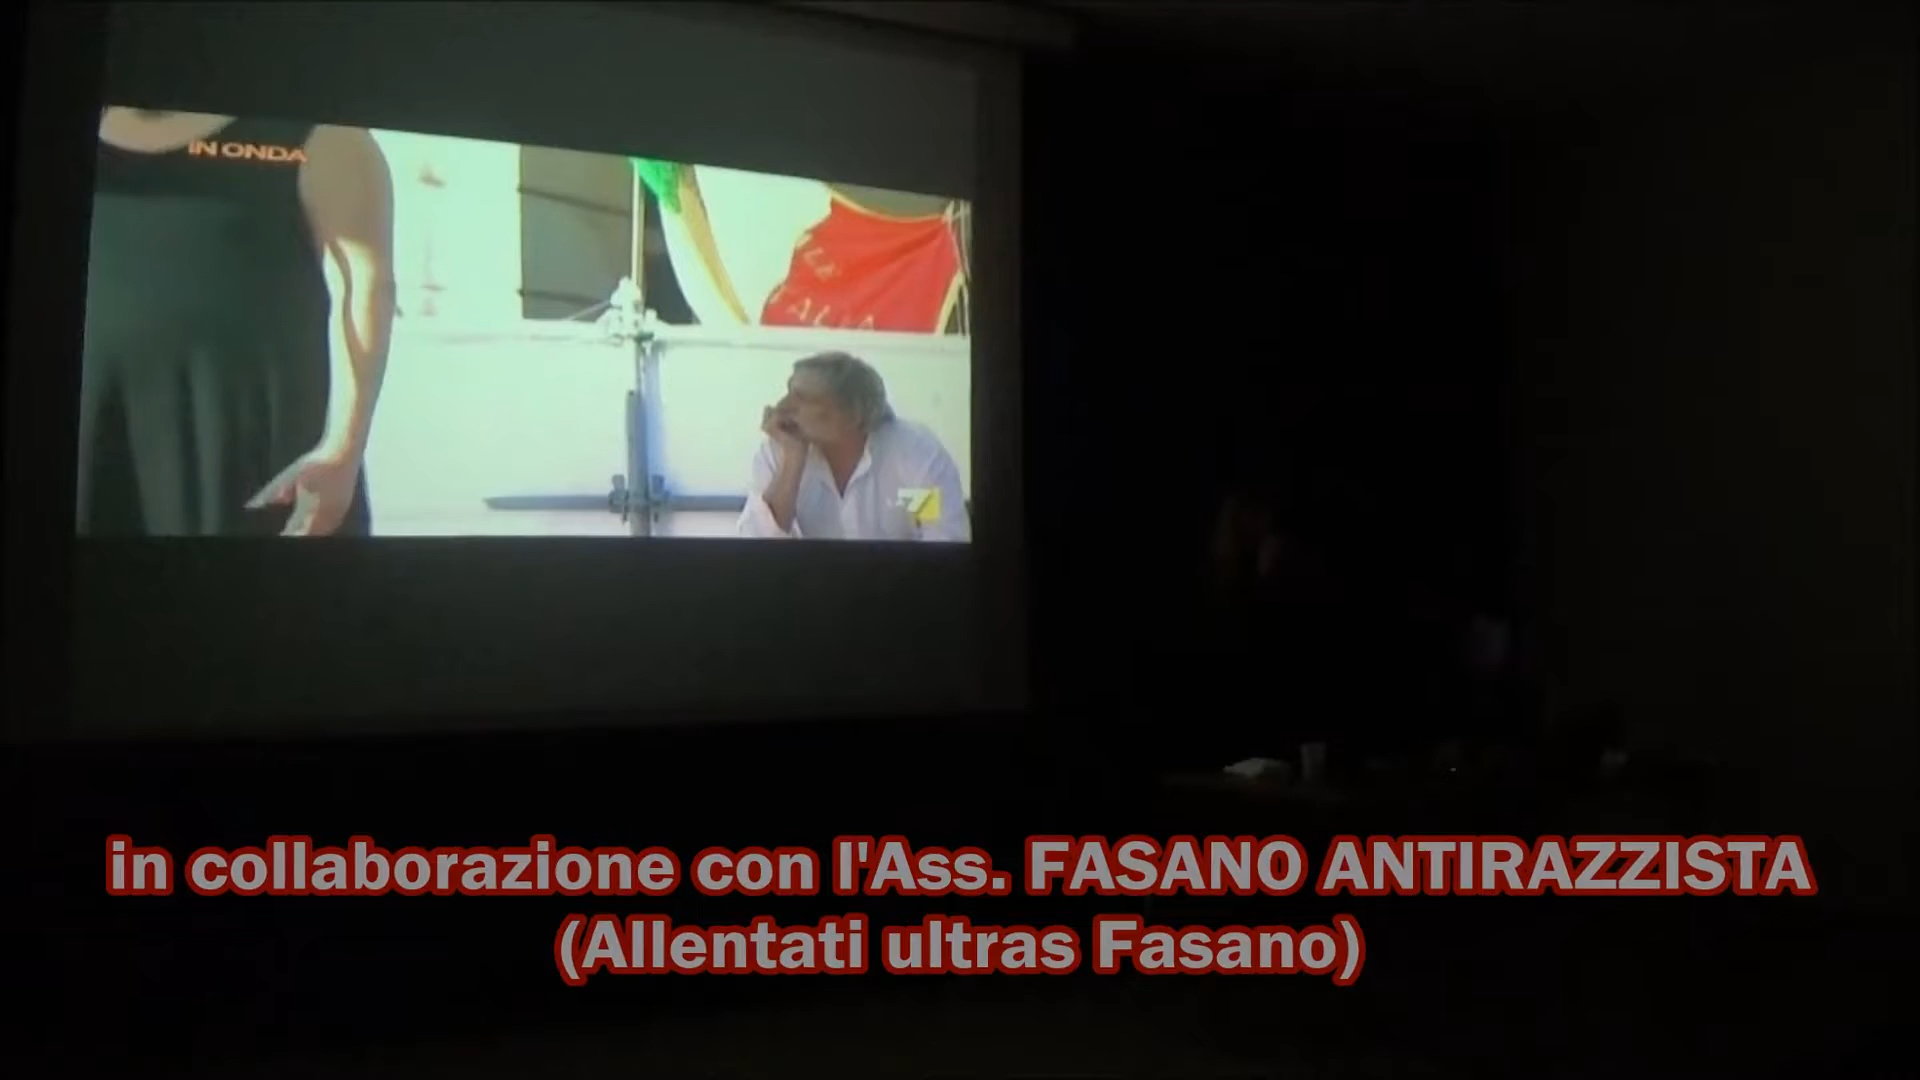 IN ONDA
in collaborazione con l'Ass. FASANO ANTIRAZZISTA
(Allentati ultras Fasano)